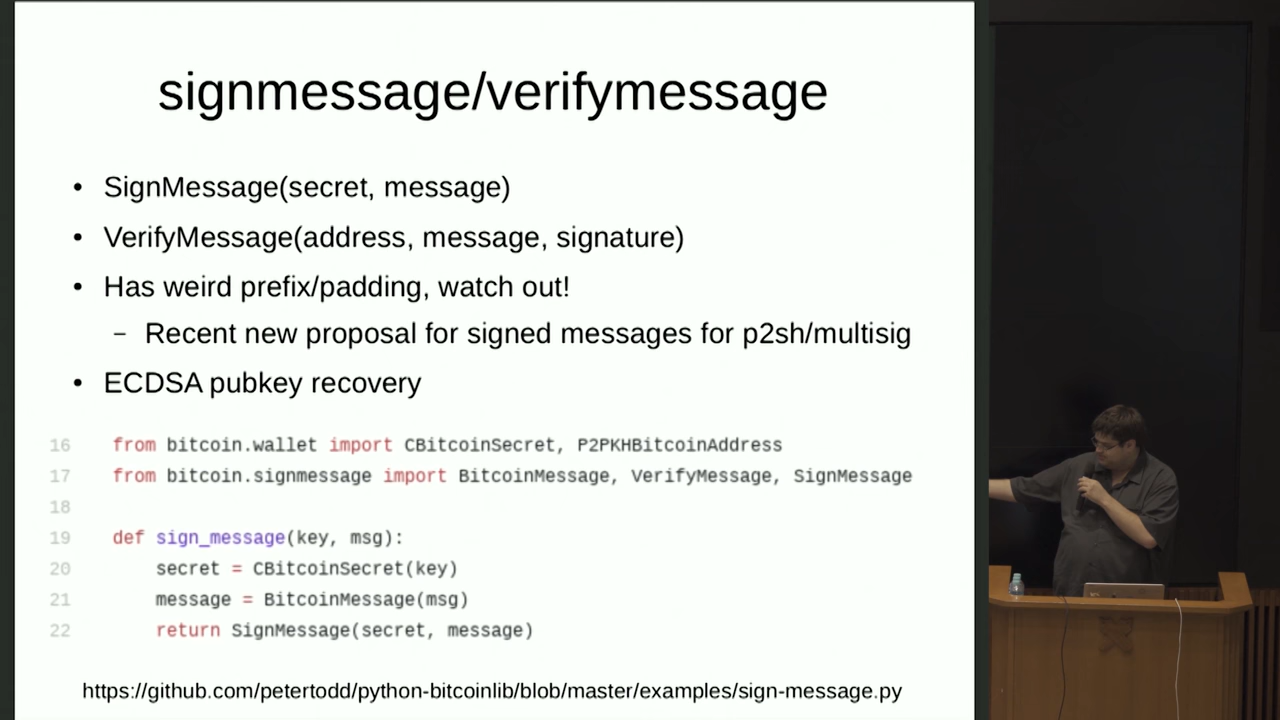 signmessage/verifymessage
• SignMessage(secret, message)
• VerifyMessage(address, message, signature)
• Has weird prefix/padding, watch out!
– Recent new proposal for signed messages for p2sh/multisig
• ECDSA pubkey recovery
16 from bitcoin.wallet import CBitcoinSecret, P2PKHBitcoinAddress
17 from bitcoin.signmessage import BitcoinMessage, VerifyMessage, SignMessage
18
19 def sign_message(key, msg):
20     secret = CBitcoinSecret(key)
21     message = BitcoinMessage(msg)
22     return SignMessage(secret, message)
https://github.com/petertodd/python-bitcoinlib/blob/master/examples/sign-message.py